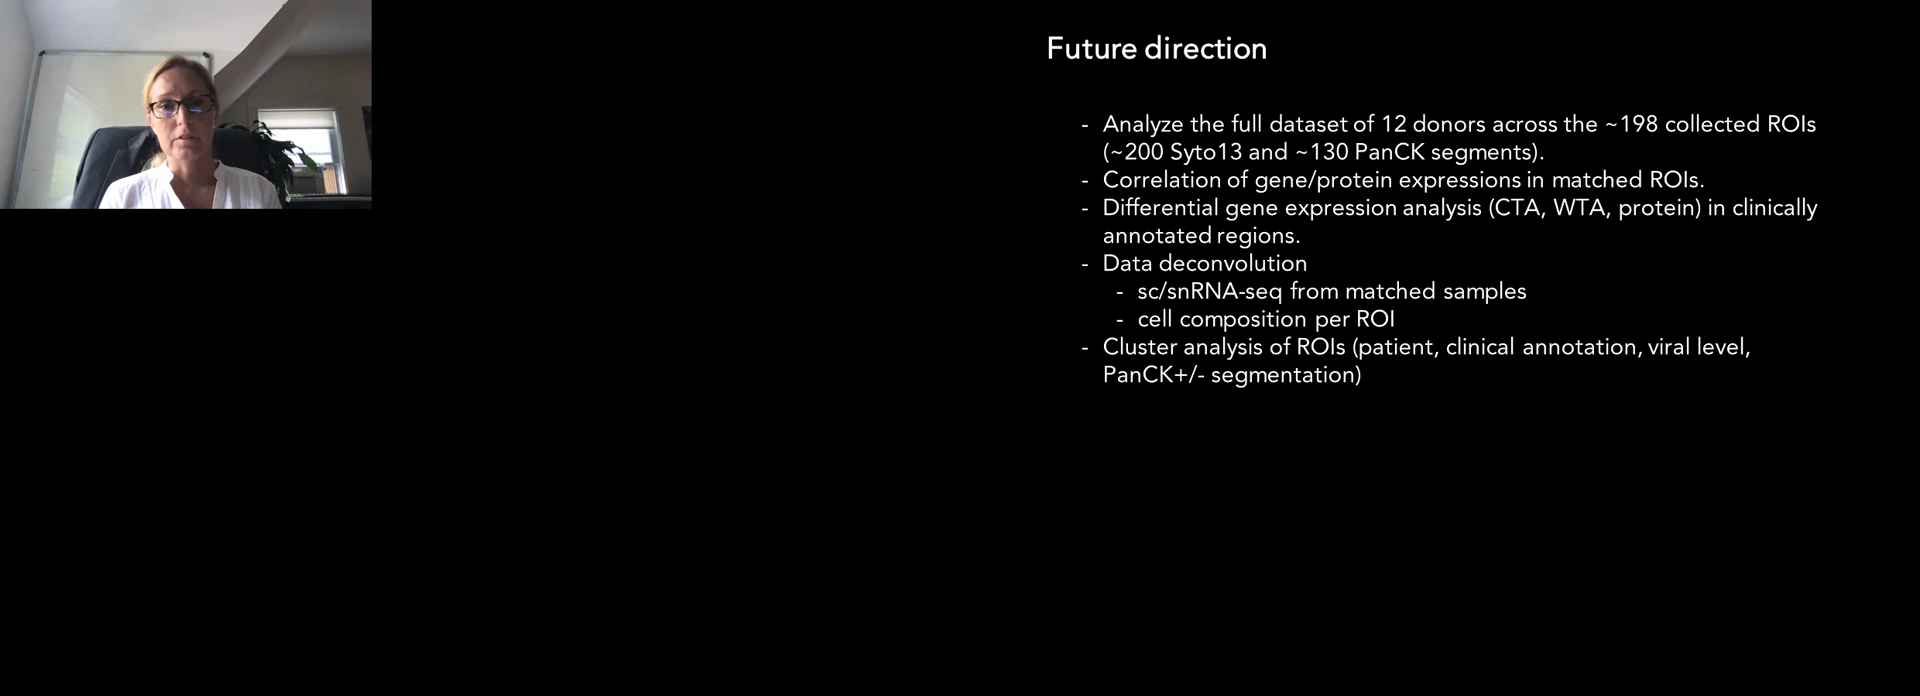 Future direction
- Analyze the full dataset of 12 donors across the ~198 collected ROIs
(~200 Syto13 and ~130 PanCK segments).
- Correlation of gene/protein expressions in matched ROIs.
- Differential gene expression analysis (CTA, WTA, protein) in clinically
annotated regions.
- Data deconvolution
- sc/snRNA-seq from matched samples
- cell composition per ROI
- Cluster analysis of ROIs (patient, clinical annotation, viral level,
PanCK+/- segmentation)